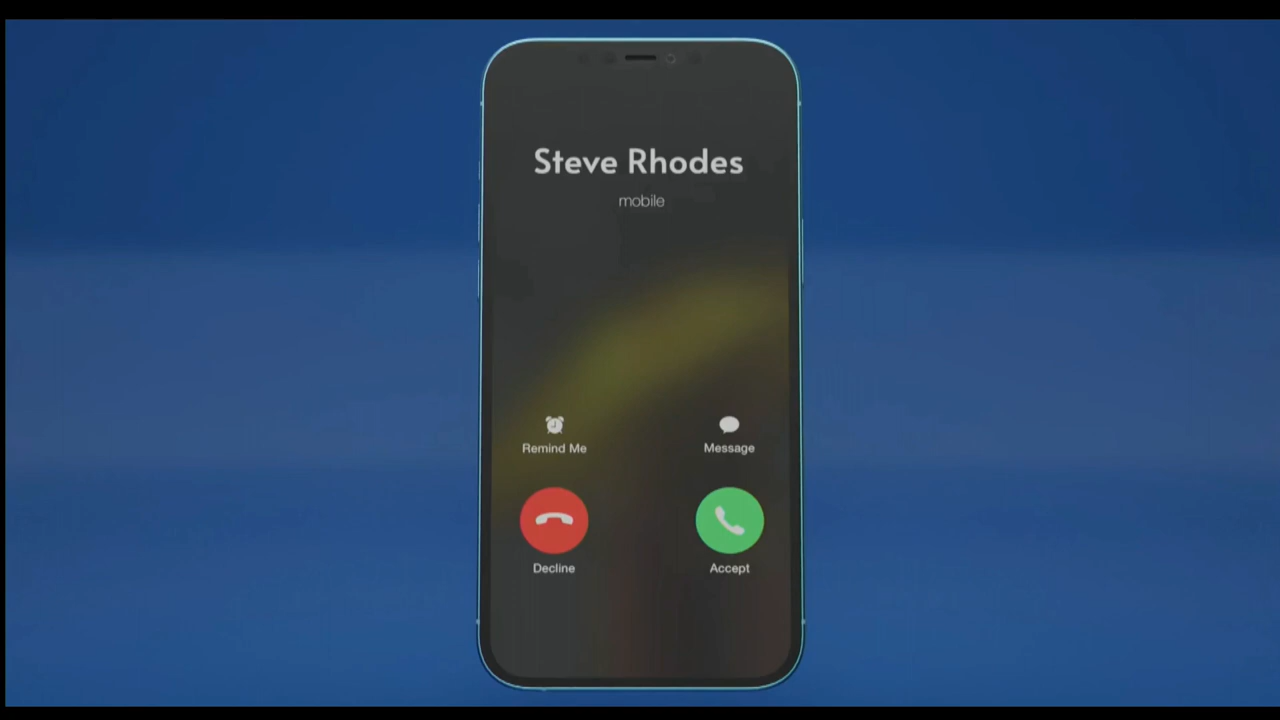 Steve Rhodes
mobile
Remind Me
Message
Decline
Accept